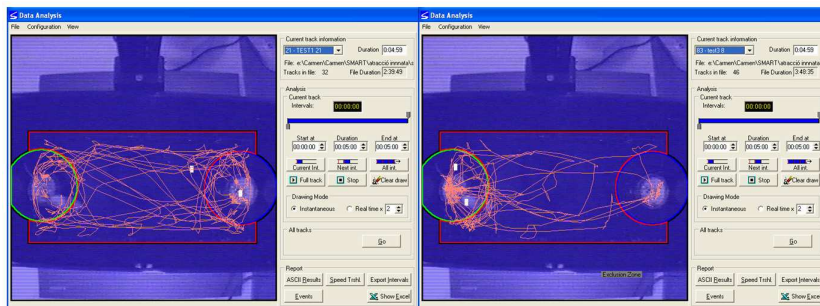 Data Analysis
File Configuration View
Current track information
21 - TEST1 21 Duration 0:04:59
File: e:\Carmen\Carmen\SMART\atracció innnata\s
Tracks in file: 32 File Duration 2:39:49
Analysis
Current track
Intervals: 00:00:00
Start at Duration End at
00:00:00 00:05:00 00:05:00
Current Int. Next int. All int.
Full track Stop Clear draw
Drawing Mode
Instantaneous Real time x 2
All tracks
Go
Report
ASCII Results Speed Trshl. Export Intervals
Events Show Excel
Data Analysis
File Configuration View
Current track information
83 - test3 8 Duration 0:04:59
File: e:\Carmen\Carmen\SMART\atracció innnata\s
Tracks in file: 46 File Duration 3:48:35
Analysis
Current track
Intervals: 00:00:00
Start at Duration End at
00:00:00 00:05:00 00:05:00
Current Int. Next int. All int.
Full track Stop Clear draw
Drawing Mode
Instantaneous Real time x 2
All tracks
Go
Exclusion Zone
Report
ASCII Results Speed Trshl. Export Intervals
Events Show Excel